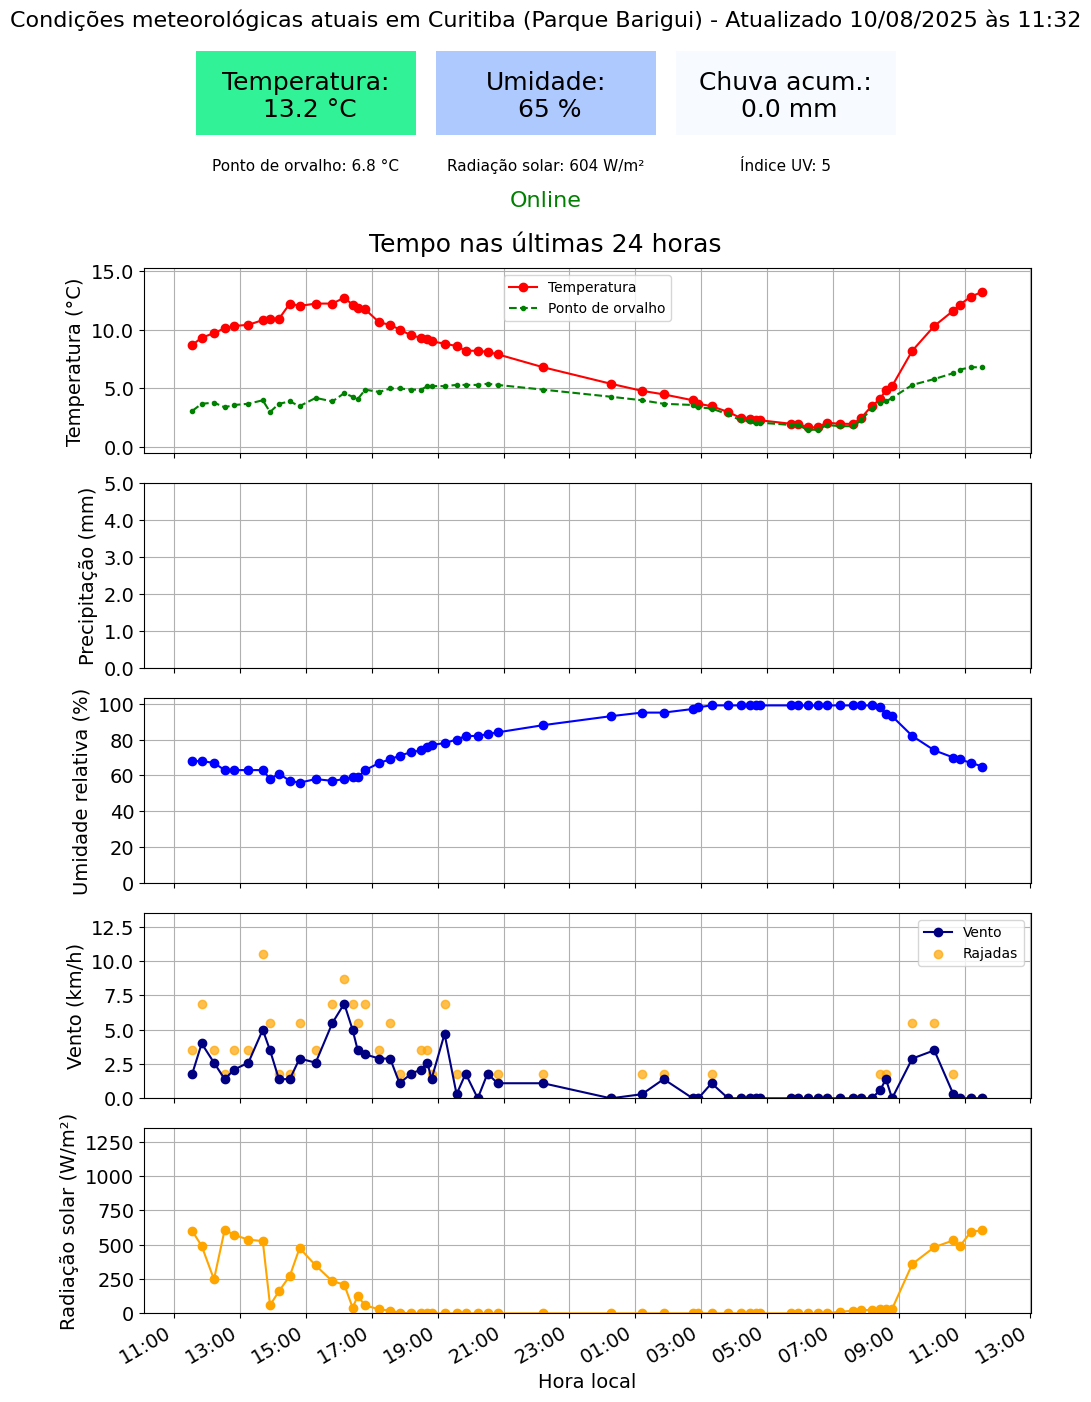 Condições meteorológicas atuais em Curitiba (Parque Barigui) - Atualizado 10/08/2025 às 11:32
Temperatura:
13.2 °C
Umidade:
65 %
Chuva acum.:
0.0 mm
Ponto de orvalho: 6.8 °C
Radiação solar: 604 W/m²
Índice UV: 5
Online
Tempo nas últimas 24 horas
Temperatura (°C)
15.0
10.0
5.0
0.0
Temperatura
Ponto de orvalho
Precipitação (mm)
5.0
4.0
3.0
2.0
1.0
0.0
Umidade relativa (%)
100
80
60
40
20
0
Vento (km/h)
12.5
10.0
7.5
5.0
2.5
0.0
Vento
Rajadas
Radiação solar (W/m²)
1250
1000
750
500
250
0
11:00
13:00
15:00
17:00
19:00
21:00
23:00
01:00
03:00
05:00
07:00
09:00
11:00
13:00
Hora local